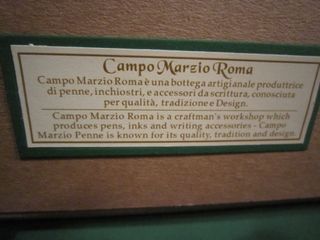 Campo Marzio Roma
Campo Marzio Roma è una bottega artigianale produttrice
di penne, inchiostri, e accessori da scrittura, conosciuta
per qualità, tradizione e Design.
Campo Marzio Roma is a craftman's workshop which
produces pens, inks and writing accessories - Campo
Marzio Penne is known for its quality, tradition and design.